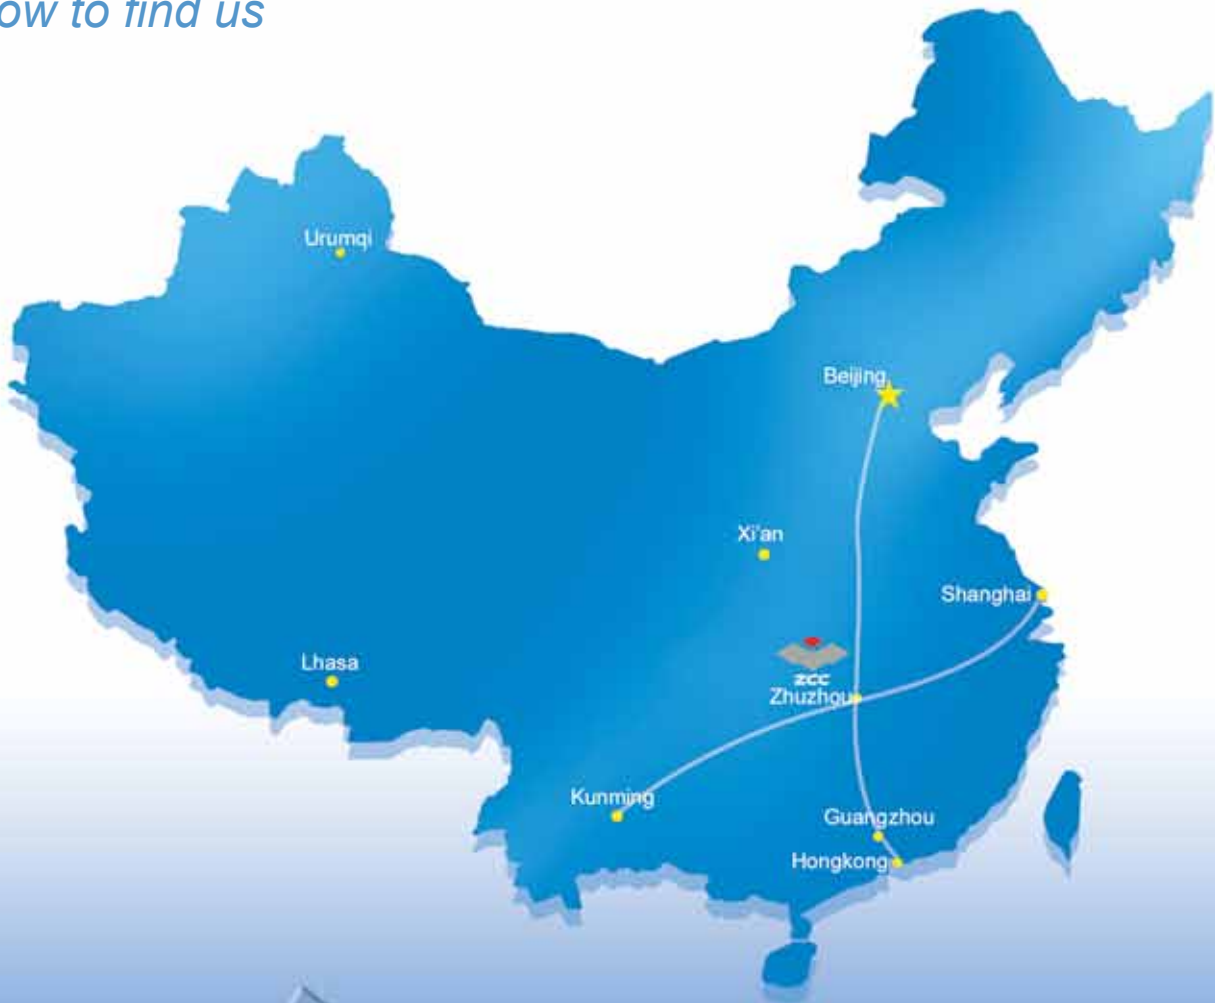 ow to find us
Urumqi
Beijing
Xi'an
Shanghai
Lhasa
zcc
Zhuzhou
Kunming
Guangzhou
Hongkong